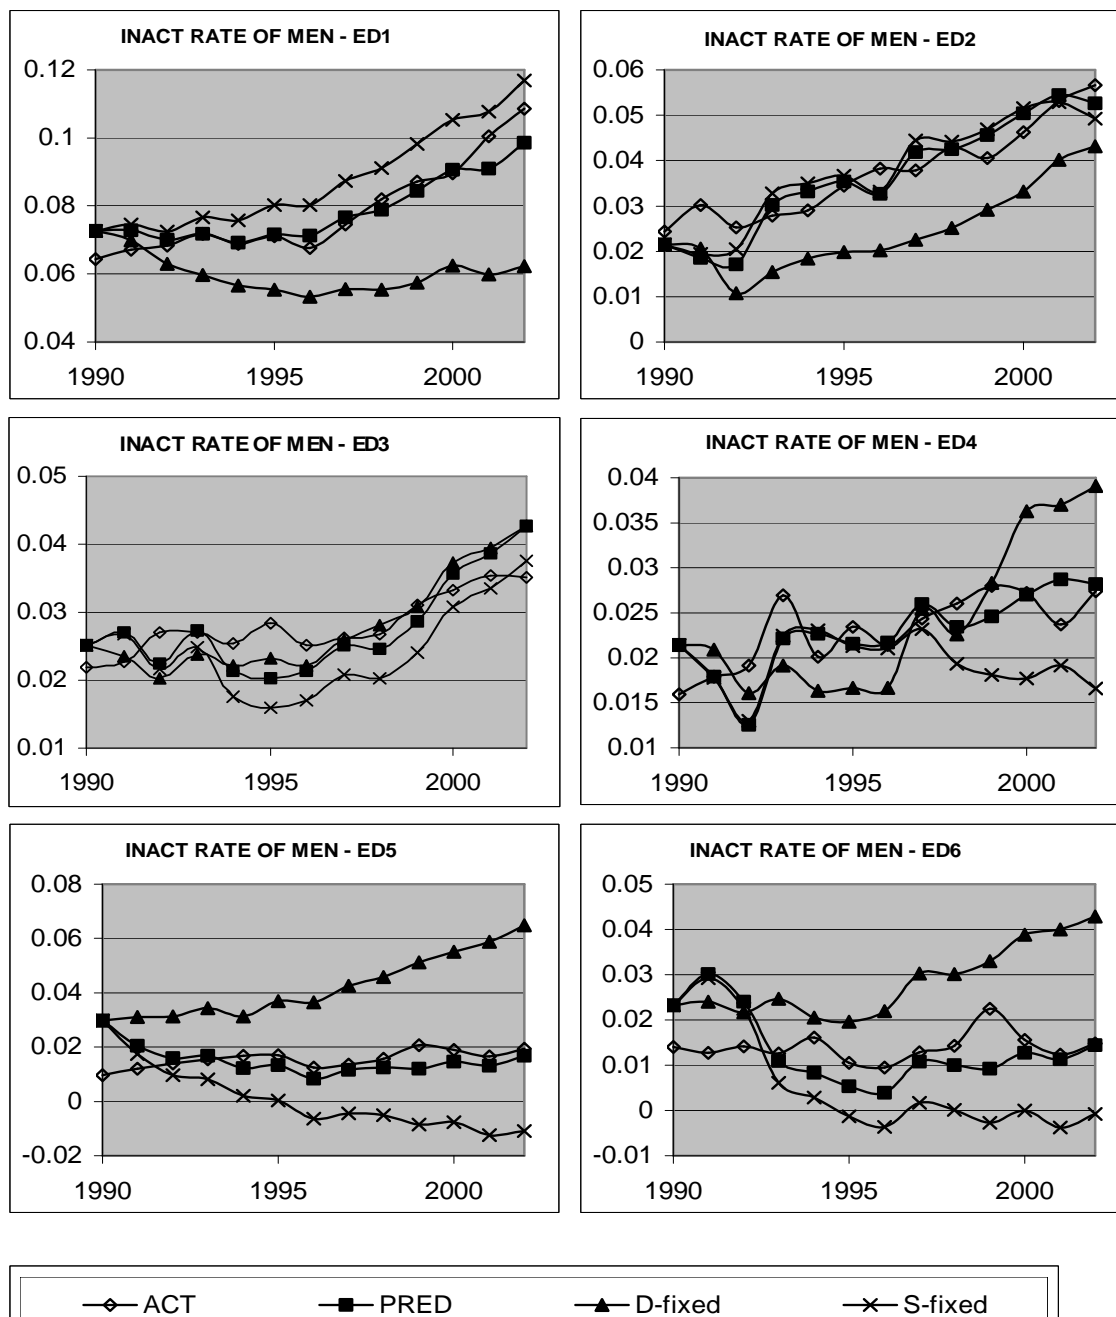 INACT RATE OF MEN - ED1
0.12
0.1
0.08
0.06
0.04
1990 1995 2000
INACT RATE OF MEN - ED2
0.06
0.05
0.04
0.03
0.02
0.01
0
1990 1995 2000
INACT RATE OF MEN - ED3
0.05
0.04
0.03
0.02
0.01
1990 1995 2000
INACT RATE OF MEN - ED4
0.04
0.035
0.03
0.025
0.02
0.015
0.01
1990 1995 2000
INACT RATE OF MEN - ED5
0.08
0.06
0.04
0.02
0
-0.02
1990 1995 2000
INACT RATE OF MEN - ED6
0.05
0.04
0.03
0.02
0.01
0
-0.01
1990 1995 2000
ACT PRED D-fixed S-fixed